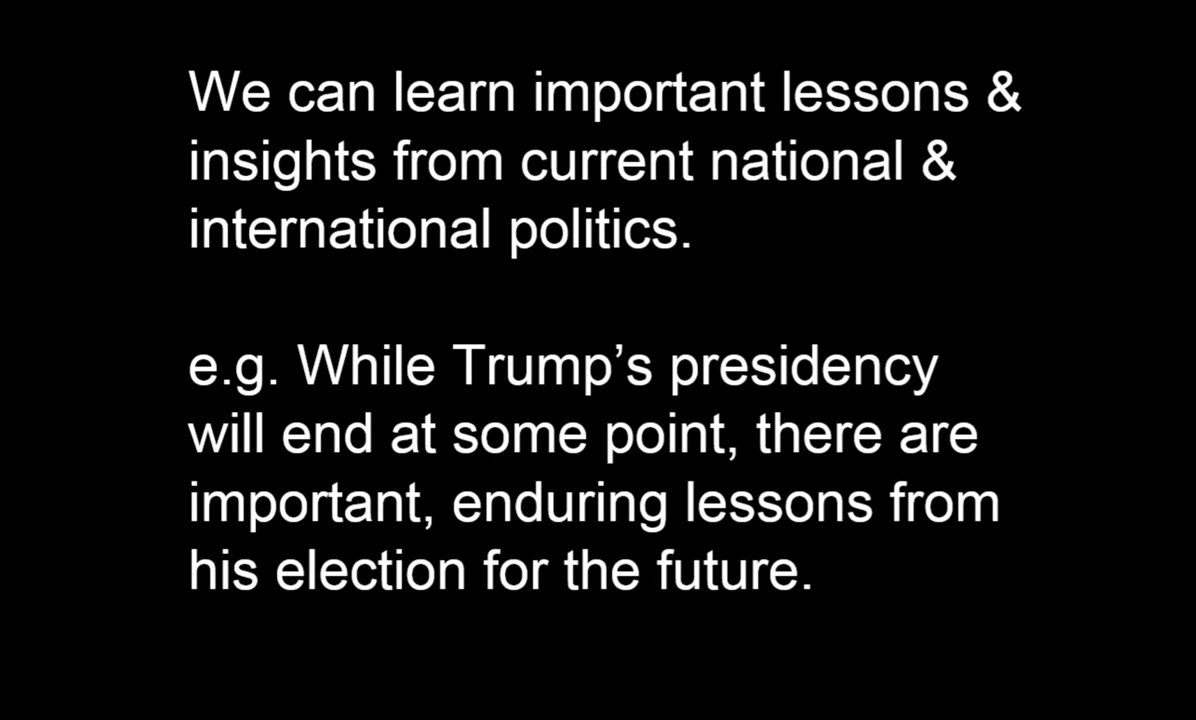 We can learn important lessons &
insights from current national &
international politics.
e.g. While Trump’s presidency
will end at some point, there are
important, enduring lessons from
his election for the future.